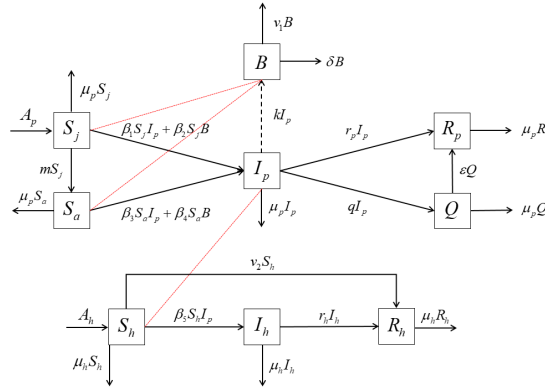 v₁B
B
δB
μₚSⱼ
Aₚ
Sⱼ
β₁SⱼIₚ + β₂SⱼB
kIₚ
rₚIₚ
Rₚ
μₚR
mSⱼ
Iₚ
εQ
μₚSₐ
Sₐ
β₃SₐIₚ + β₄SₐB
μₚIₚ
qIₚ
Q
μₚQ
v₂Sₕ
Aₕ
Sₕ
β₅SₕIₚ
Iₕ
rₕIₕ
Rₕ
μₕRₕ
μₕSₕ
μₕIₕ